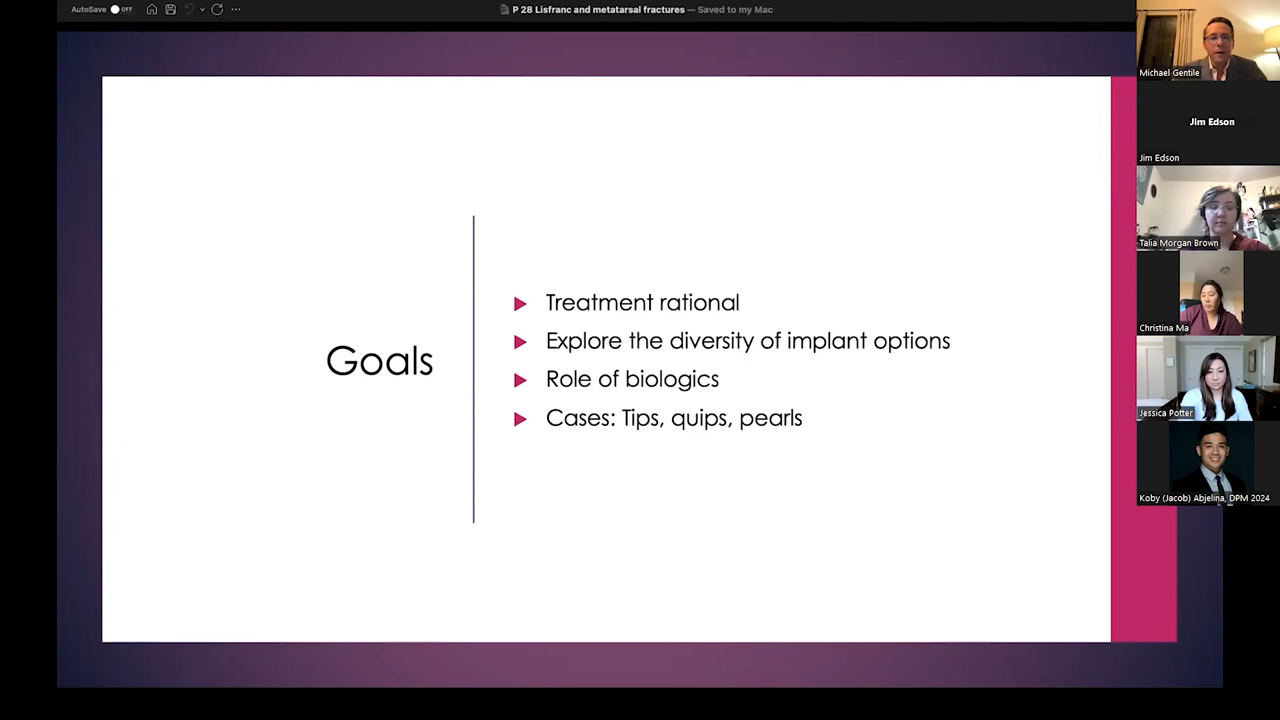 AutoSave OFF
P 28 Lisfranc and metatarsal fractures — Saved to my Mac
Goals
Treatment rational
Explore the diversity of implant options
Role of biologics
Cases: Tips, quips, pearls
Michael Gentile
Jim Edson
Jim Edson
Talia Morgan Brown
Christina Ma
Jessica Potter
Koby (Jacob) Abjelina, DPM 2024